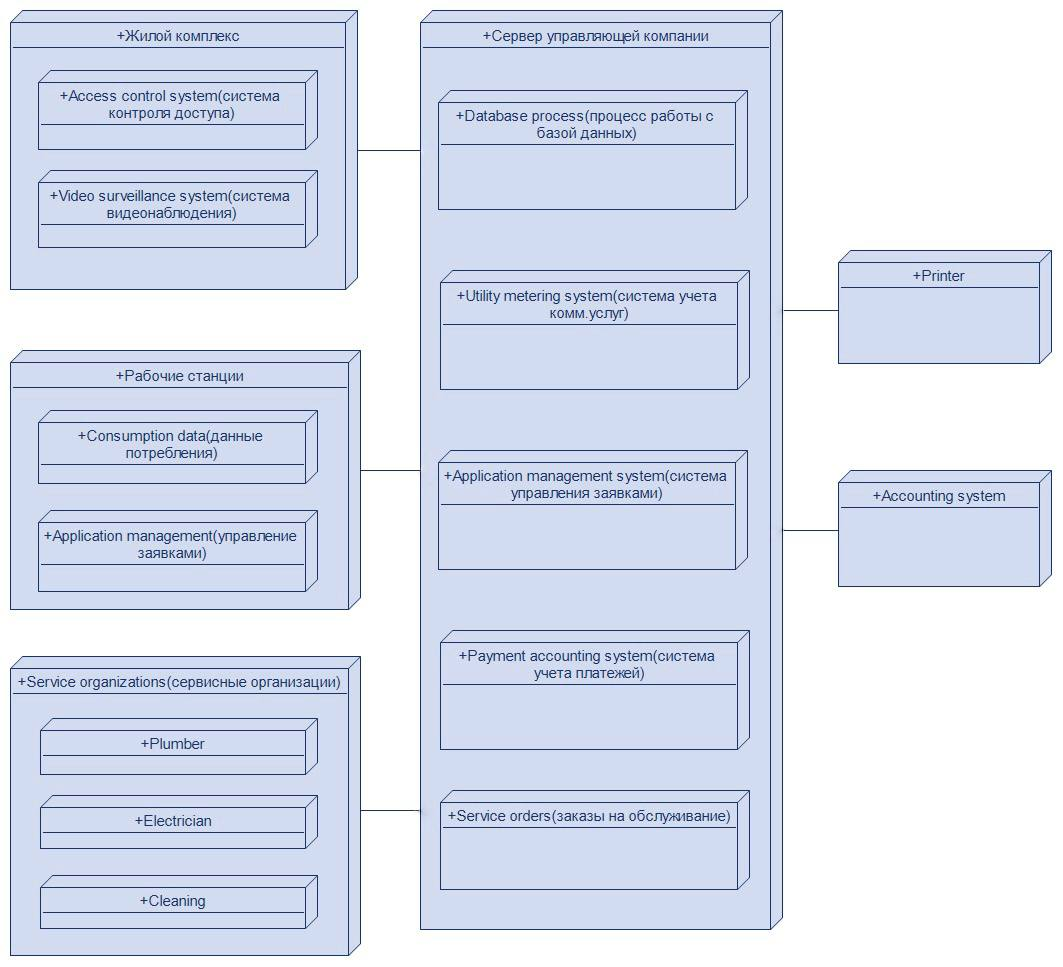 +Жилой комплекс
+Access control system(система
контроля доступа)
+Video surveillance system(система
видеонаблюдения)
+Рабочие станции
+Consumption data(данные
потребления)
+Application management(управление
заявками)
+Service organizations(сервисные организации)
+Plumber
+Electrician
+Cleaning
+Сервер управляющей компании
+Database process(процесс работы с
базой данных)
+Utility metering system(система учета
комм.услуг)
+Application management system(система
управления заявками)
+Payment accounting system(система
учета платежей)
+Service orders(заказы на обслуживание)
+Printer
+Accounting system